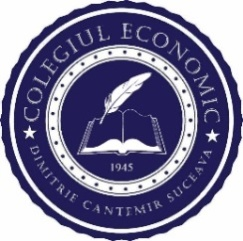 COLEGIUL ECONOMIC
1945
DIMITRIE CANTEMIR SUCEAVA